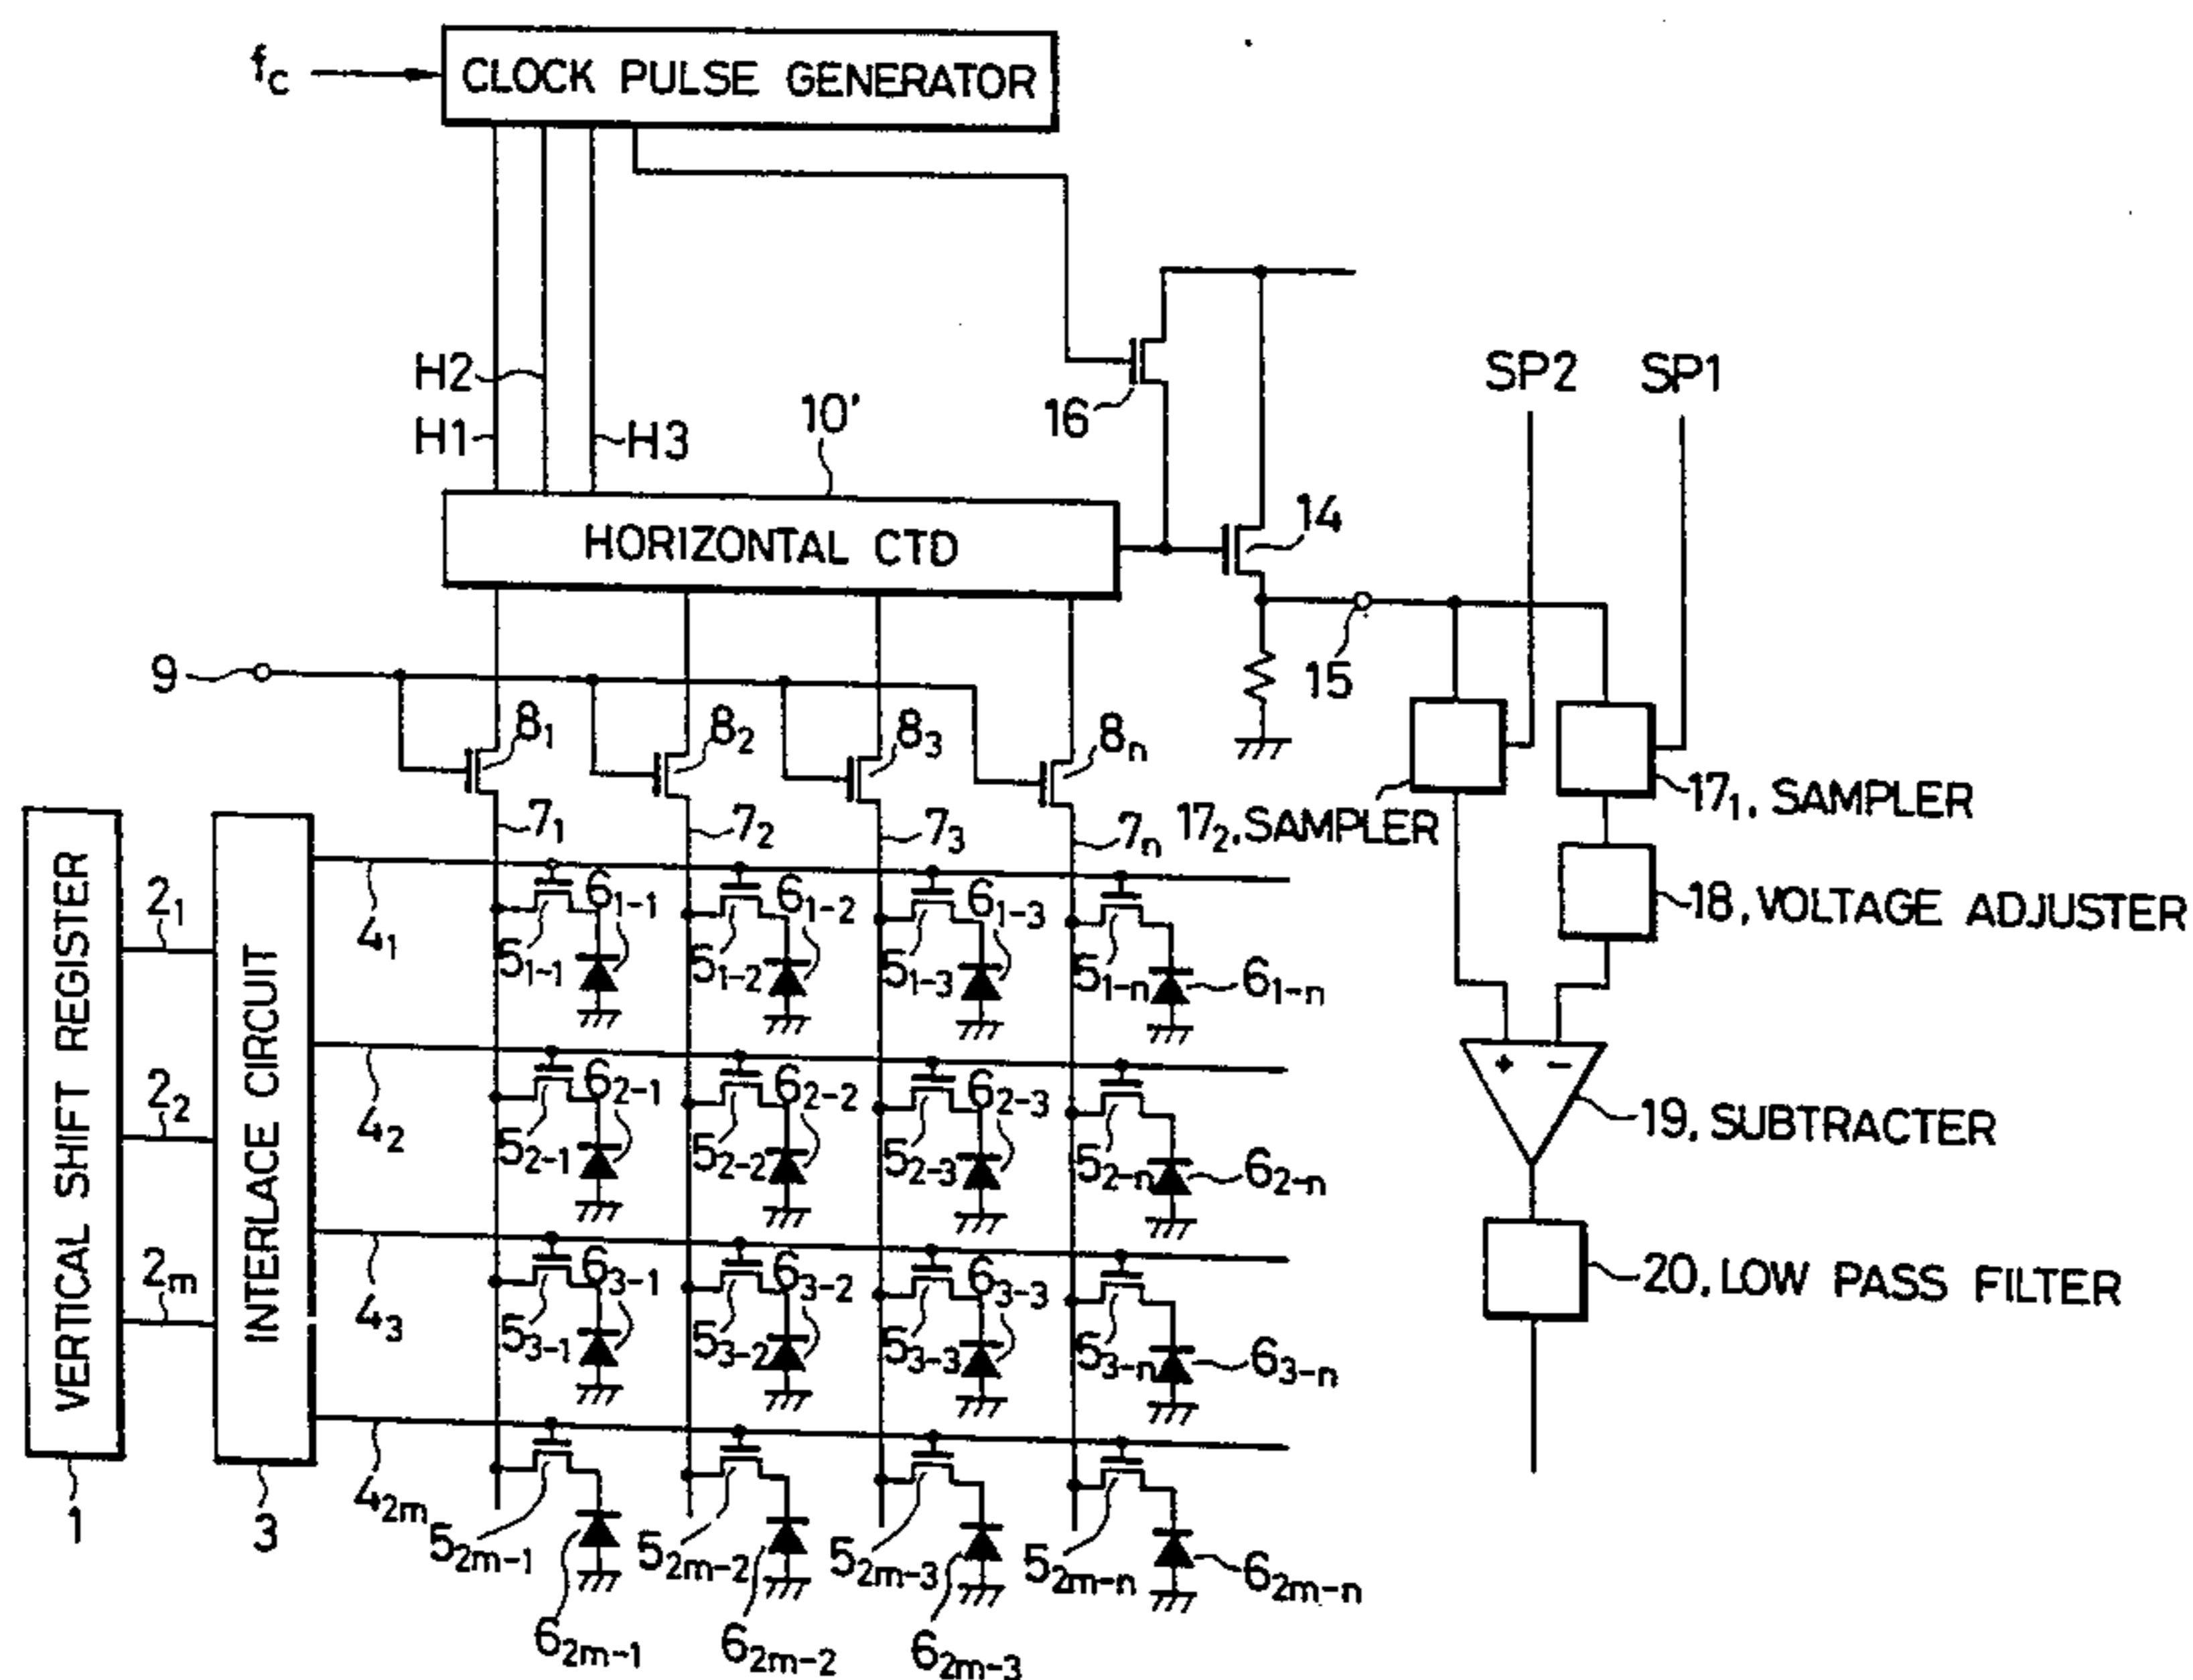 fc
CLOCK PULSE GENERATOR
H2
H1
H3
10'
16
SP2
SP1
HORIZONTAL CTD
14
15
9
8₁
8₂
8₃
8n
17₂, SAMPLER
17₁, SAMPLER
7₁
7₂
7₃
7n
18, VOLTAGE ADJUSTER
VERTICAL SHIFT REGISTER
INTERLACE CIRCUIT
2₁
4₁
6₁₋₁
6₁₋₂
6₁₋₃
5₁₋₁
5₁₋₂
5₁₋₃
5₁₋n
6₁₋n
+
−
2₂
4₂
6₂₋₁
6₂₋₂
6₂₋₃
5₂₋₁
5₂₋₂
5₂₋₃
5₂₋n
6₂₋n
19, SUBTRACTER
2m
4₃
6₃₋₁
6₃₋₂
6₃₋₃
5₃₋₁
5₃₋₂
5₃₋₃
5₃₋n
6₃₋n
20, LOW PASS FILTER
1
3
4₂m
5₂m₋₁
5₂m₋₂
5₂m₋₃
5₂m₋n
6₂m₋n
6₂m₋₁
6₂m₋₂
6₂m₋₃